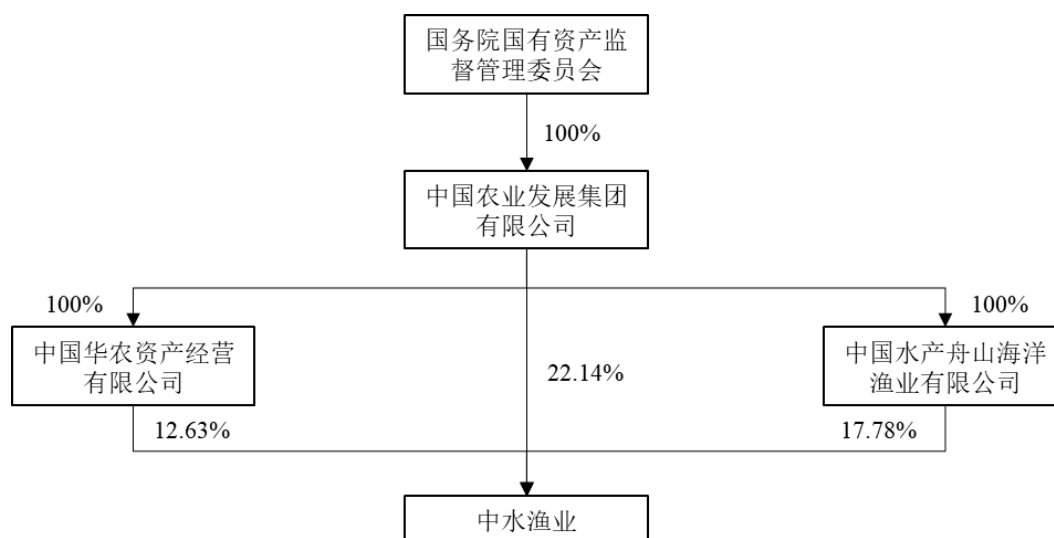 国务院国有资产监
督管理委员会
100%
中国农业发展集团
有限公司
100%
100%
中国华农资产经营
有限公司
22.14%
中国水产舟山海洋
渔业有限公司
12.63%
17.78%
中水渔业